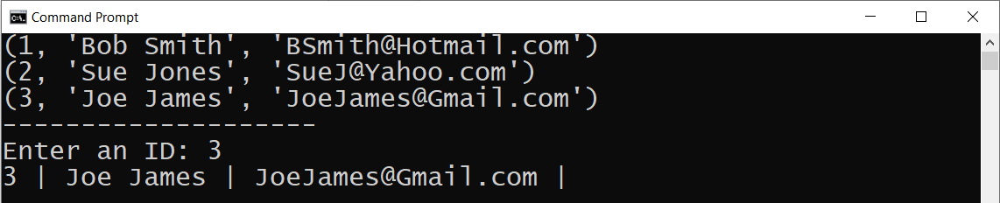 Command Prompt
(1, 'Bob Smith', 'BSmith@Hotmail.com')
(2, 'Sue Jones', 'SueJ@Yahoo.com')
(3, 'Joe James', 'JoeJames@Gmail.com')
--------------------
Enter an ID: 3
3 | Joe James | JoeJames@Gmail.com |